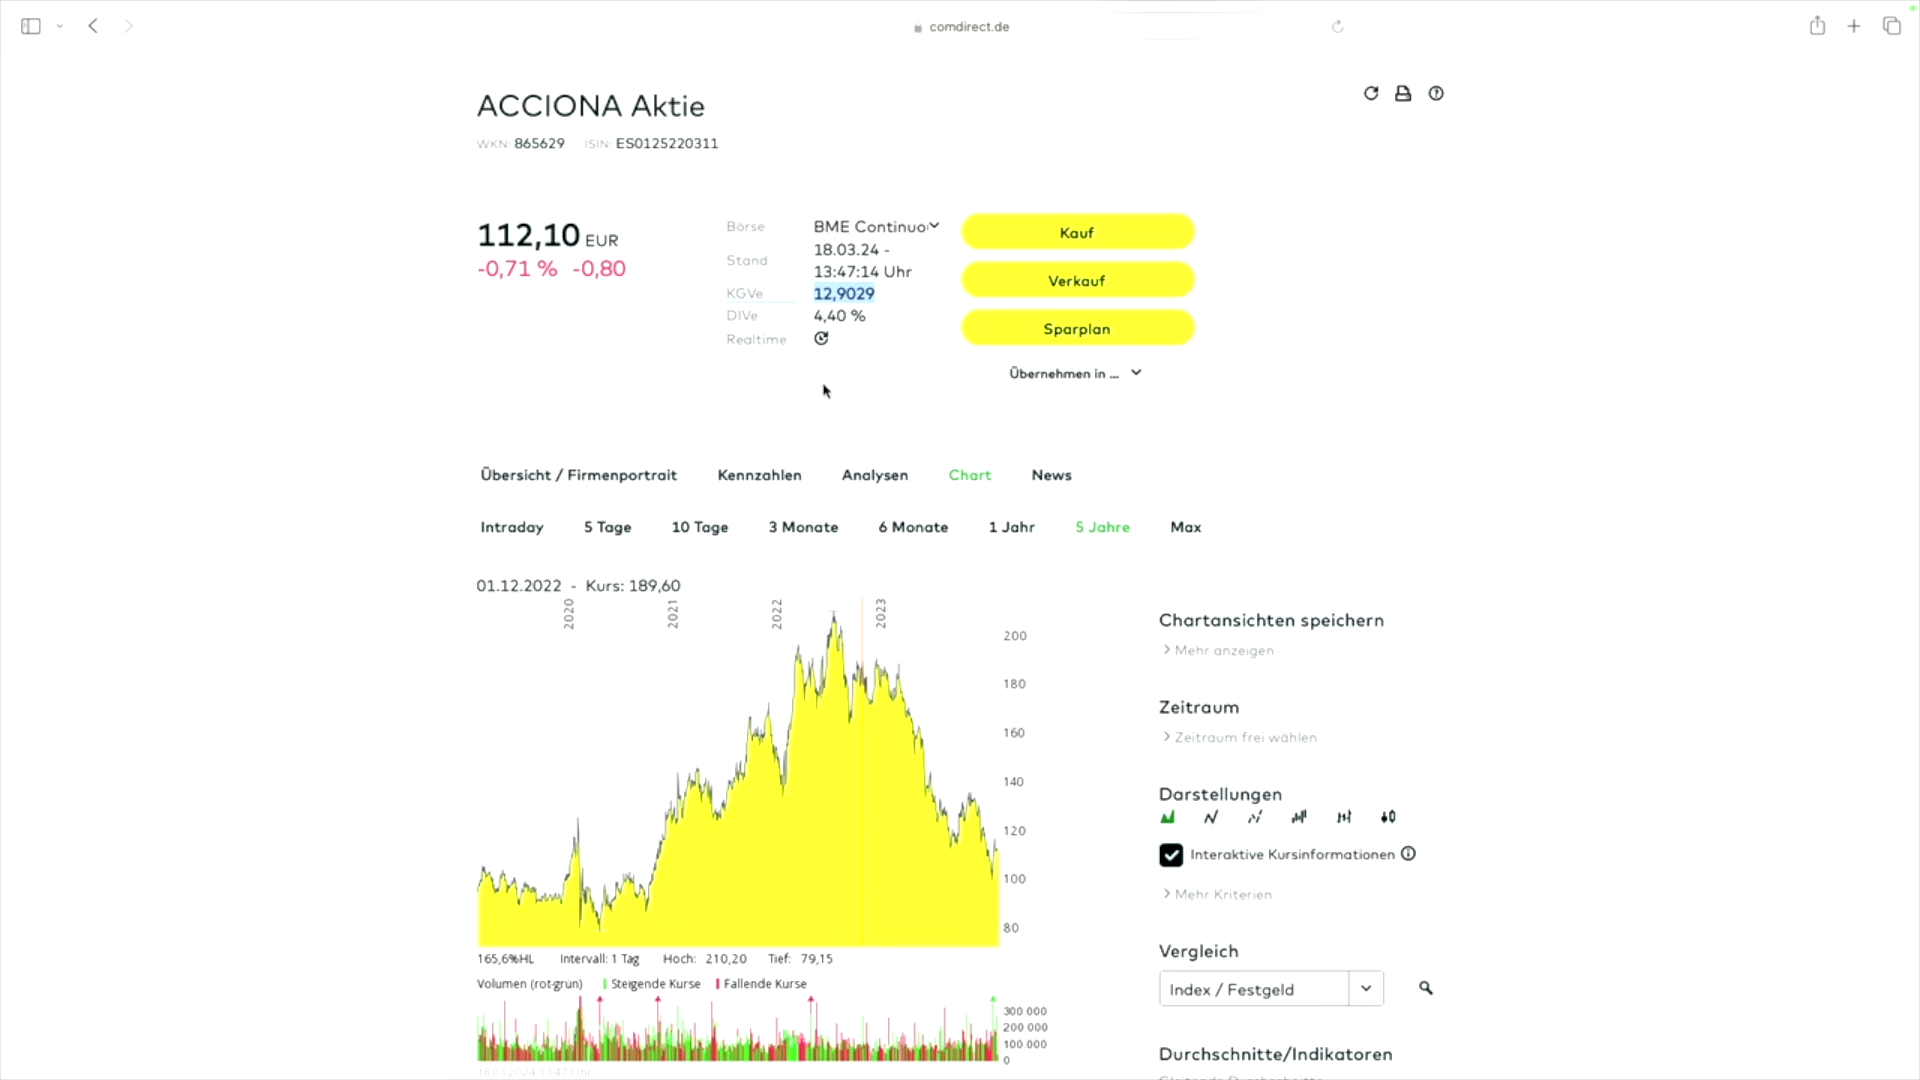 comdirect.de
ACCIONA Aktie
WKN: 865629 ISIN: ES0125220311
112,10 EUR
-0,71 % -0,80
Börse BME Continuo
Stand 18.03.24 -
13:47:14 Uhr
KGVe 12,9029
DIVe 4,40 %
Realtime
Kauf
Verkauf
Sparplan
Übernehmen in ...
Übersicht / Firmenportrait Kennzahlen Analysen Chart News
Intraday 5 Tage 10 Tage 3 Monate 6 Monate 1 Jahr 5 Jahre Max
01.12.2022 - Kurs: 189,60
2020 2021 2022 2023
200
180
160
140
120
100
80
165,6%HL Intervall: 1 Tag Hoch: 210,20 Tief: 79,15
Volumen (rot-grün) Steigende Kurse Fallende Kurse
300 000
200 000
100 000
0
18.03.2024 13:47 Uhr
Chartansichten speichern
Mehr anzeigen
Zeitraum
Zeitraum frei wählen
Darstellungen
Interaktive Kursinformationen
Mehr Kriterien
Vergleich
Index / Festgeld
Durchschnitte/Indikatoren